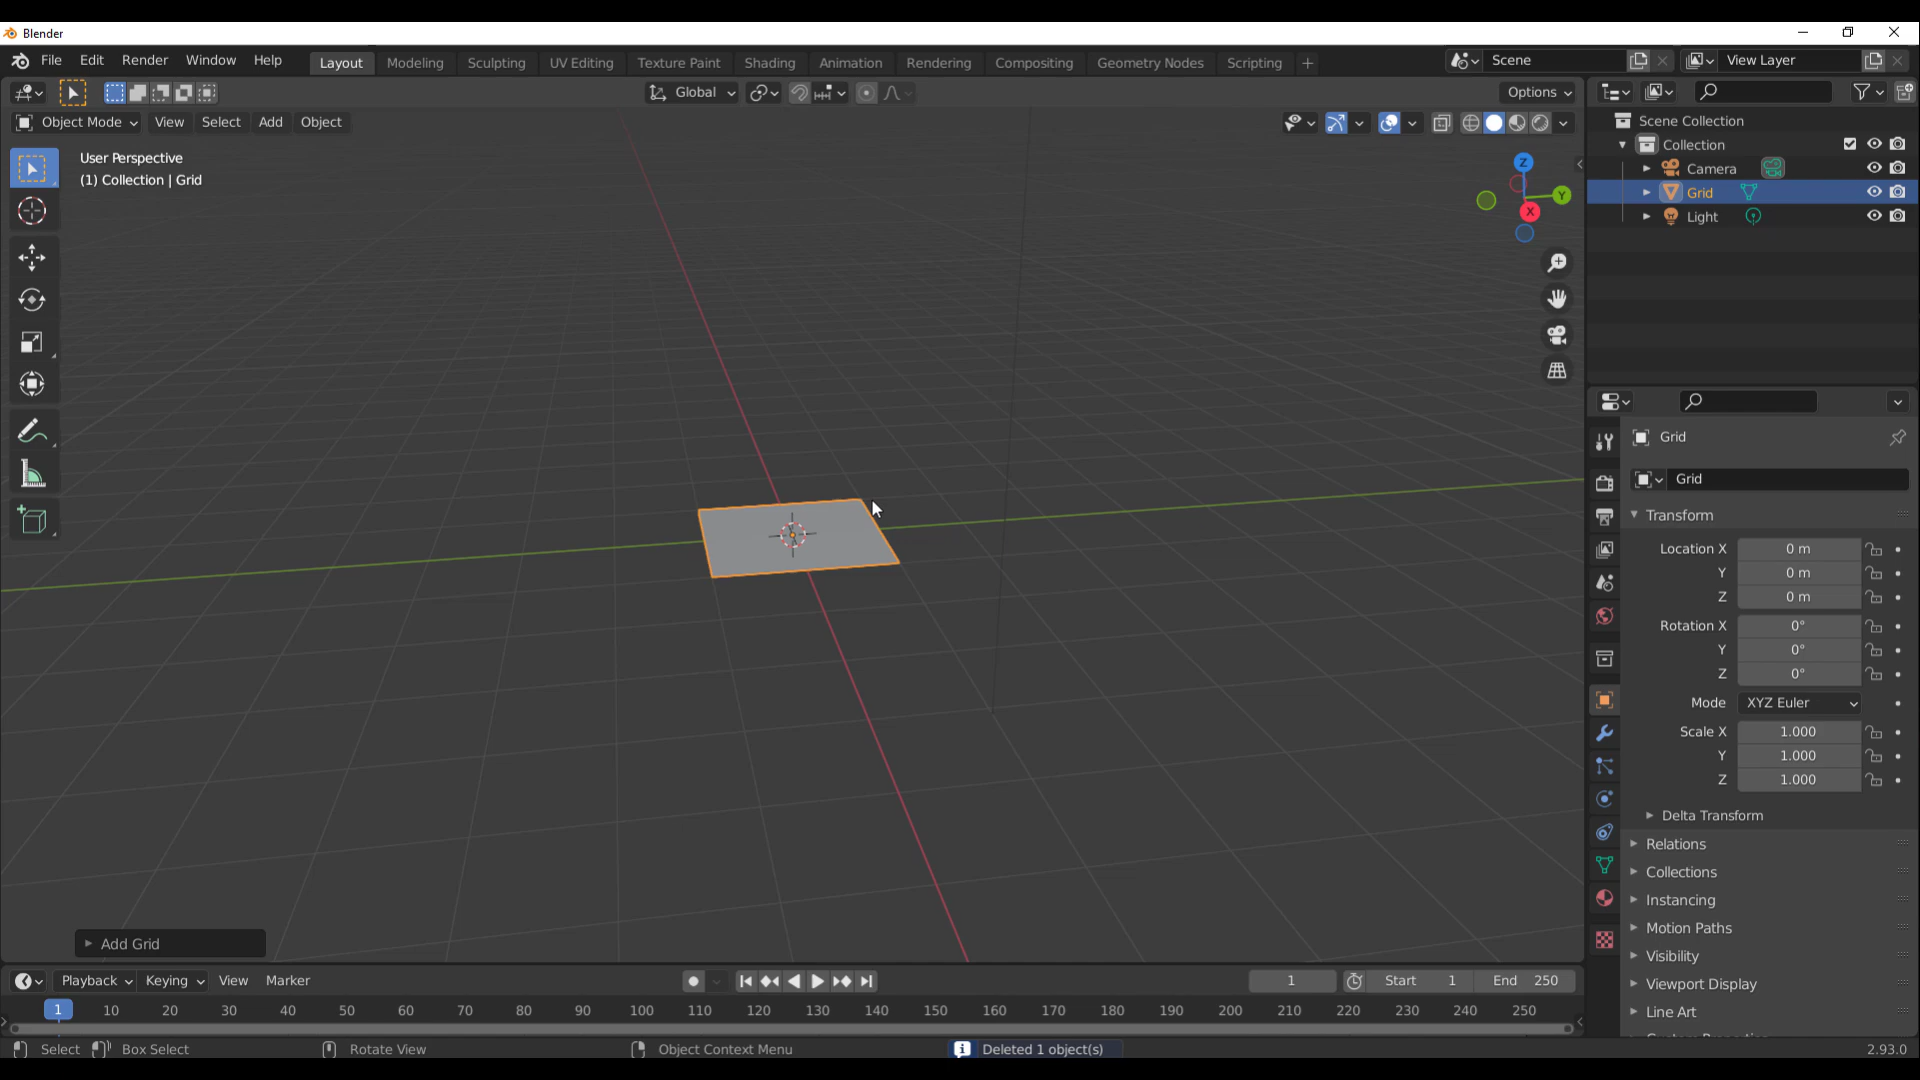 Blender
File Edit Render Window Help Layout Modeling Sculpting UV Editing Texture Paint Shading Animation Rendering Compositing Geometry Nodes Scripting + Scene View Layer
Global Options
Object Mode View Select Add Object
User Perspective
(1) Collection | Grid
Z
Y
X
Scene Collection
Collection
Camera
Grid
Light
Grid
Grid
Transform
Location X 0 m
Y 0 m
Z 0 m
Rotation X 0°
Y 0°
Z 0°
Mode XYZ Euler
Scale X 1.000
Y 1.000
Z 1.000
Delta Transform
Relations
Collections
Instancing
Motion Paths
Visibility
Viewport Display
Line Art
Add Grid
Playback Keying View Marker 1 Start 1 End 250
1 10 20 30 40 50 60 70 80 90 100 110 120 130 140 150 160 170 180 190 200 210 220 230 240 250
Select Box Select Rotate View Object Context Menu Deleted 1 object(s) 2.93.0